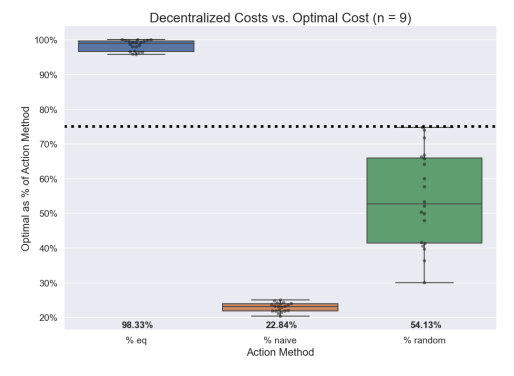 Decentralized Costs vs. Optimal Cost (n = 9)
Optimal as % of Action Method
100%
90%
80%
70%
60%
50%
40%
30%
20%
98.33%
22.84%
54.13%
% eq
% naive
% random
Action Method